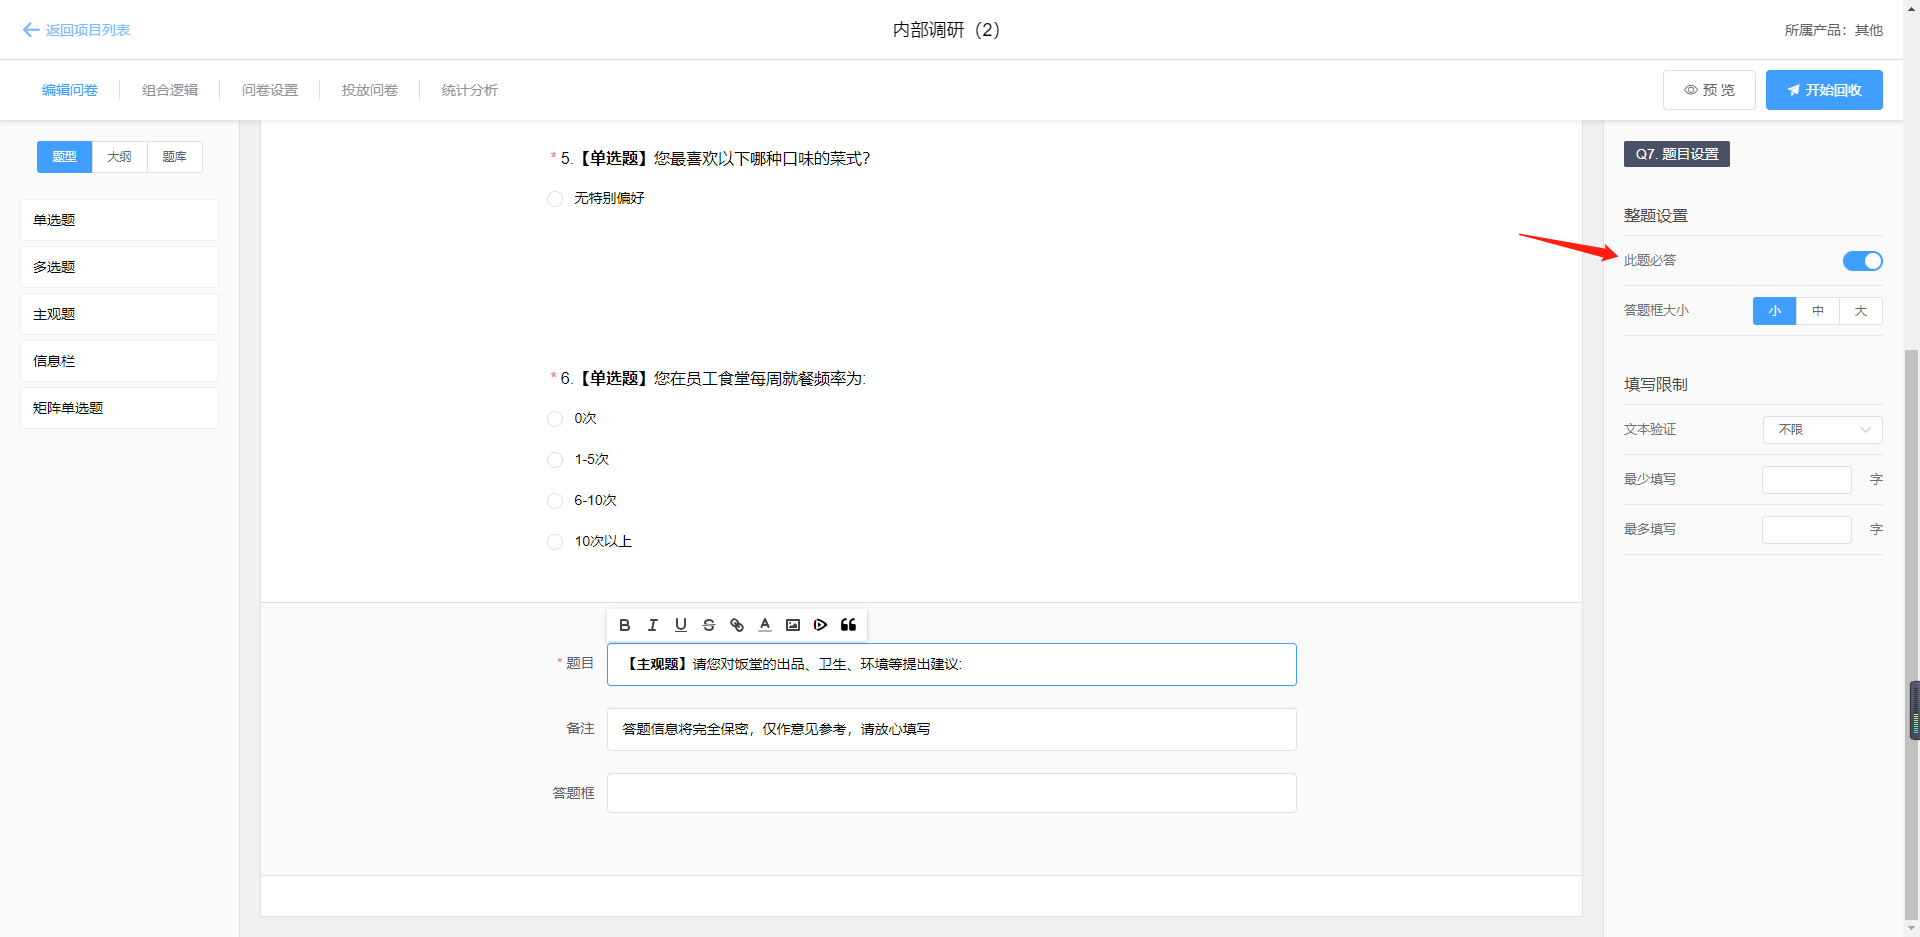 返回项目列表
内部调研（2）
所属产品：其他
编辑问卷
组合逻辑
问卷设置
投放问卷
统计分析
预 览
开始回收
题型
大纲
题库
单选题
多选题
主观题
信息栏
矩阵单选题
* 5.【单选题】您最喜欢以下哪种口味的菜式？
无特别偏好
* 6.【单选题】您在员工食堂每周就餐频率为:
0次
1-5次
6-10次
10次以上
B I U S A
* 题目
【主观题】请您对饭堂的出品、卫生、环境等提出建议:
备注
答题信息将完全保密，仅作意见参考，请放心填写
答题框
Q7. 题目设置
整题设置
此题必答
答题框大小
小
中
大
填写限制
文本验证
不限
最少填写
字
最多填写
字